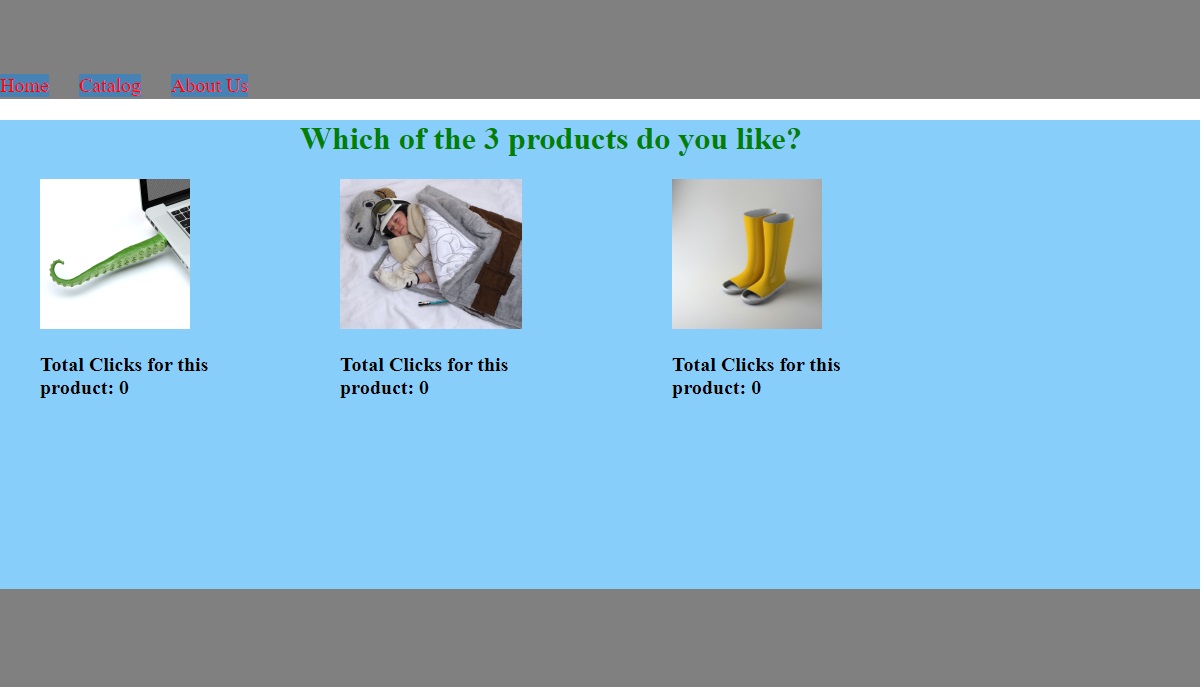 Home Catalog About Us
Which of the 3 products do you like?
Total Clicks for this
product: 0
Total Clicks for this
product: 0
Total Clicks for this
product: 0